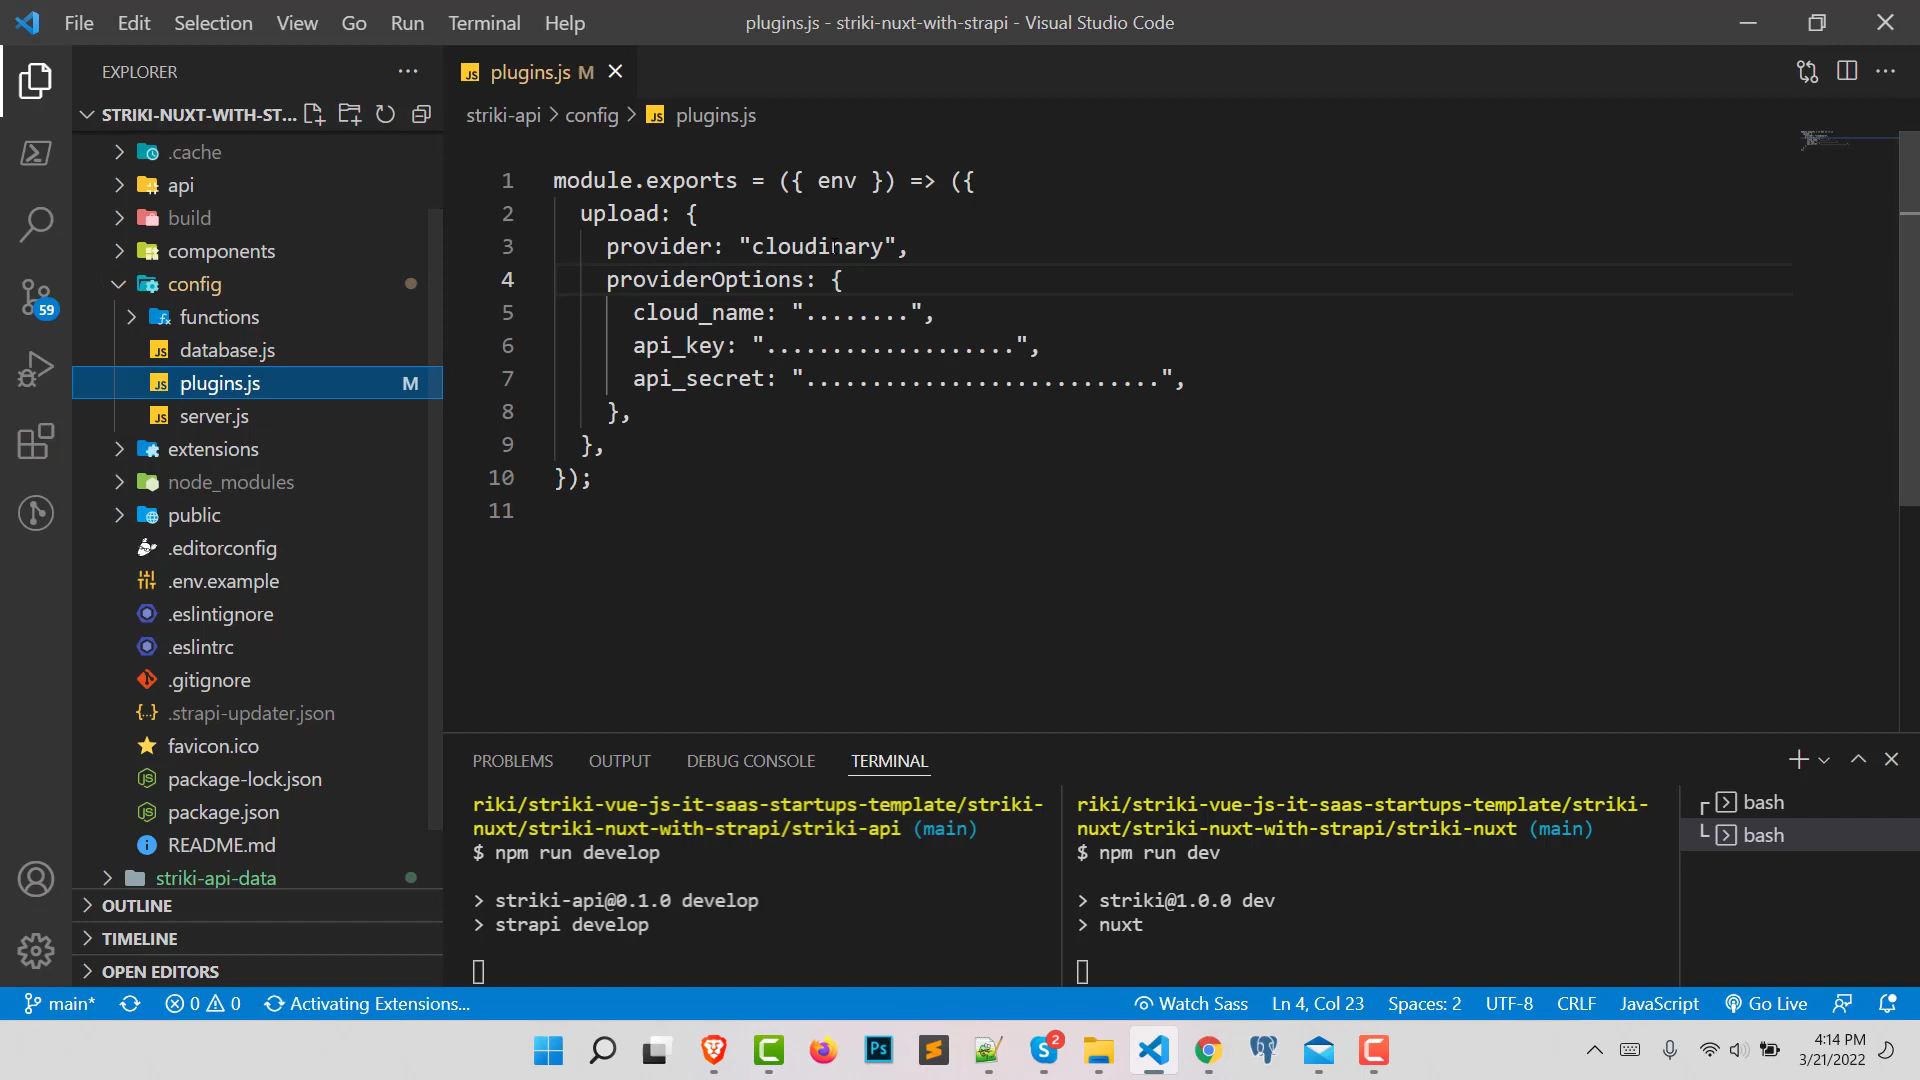 File Edit Selection View Go Run Terminal Help
plugins.js - striki-nuxt-with-strapi - Visual Studio Code
EXPLORER
STRIKI-NUXT-WITH-ST...
.cache
api
build
components
config
functions
database.js
plugins.js M
server.js
extensions
node_modules
public
.editorconfig
.env.example
.eslintignore
.eslintrc
.gitignore
.strapi-updater.json
favicon.ico
package-lock.json
package.json
README.md
striki-api-data
OUTLINE
TIMELINE
OPEN EDITORS
59
plugins.js M
striki-api > config > plugins.js
1 module.exports = ({ env }) => ({
2 upload: {
3 provider: "cloudinary",
4 providerOptions: {
5 cloud_name: "........",
6 api_key: "...................",
7 api_secret: "...........................",
8 },
9 },
10 });
11
PROBLEMS OUTPUT DEBUG CONSOLE TERMINAL
riki/striki-vue-js-it-saas-startups-template/striki-
nuxt/striki-nuxt-with-strapi/striki-api (main)
$ npm run develop
> striki-api@0.1.0 develop
> strapi develop
riki/striki-vue-js-it-saas-startups-template/striki-
nuxt/striki-nuxt-with-strapi/striki-nuxt (main)
$ npm run dev
> striki@1.0.0 dev
> nuxt
bash
bash
main* 0 0 Activating Extensions... Watch Sass Ln 4, Col 23 Spaces: 2 UTF-8 CRLF JavaScript Go Live
Ps
2
4:14 PM
3/21/2022